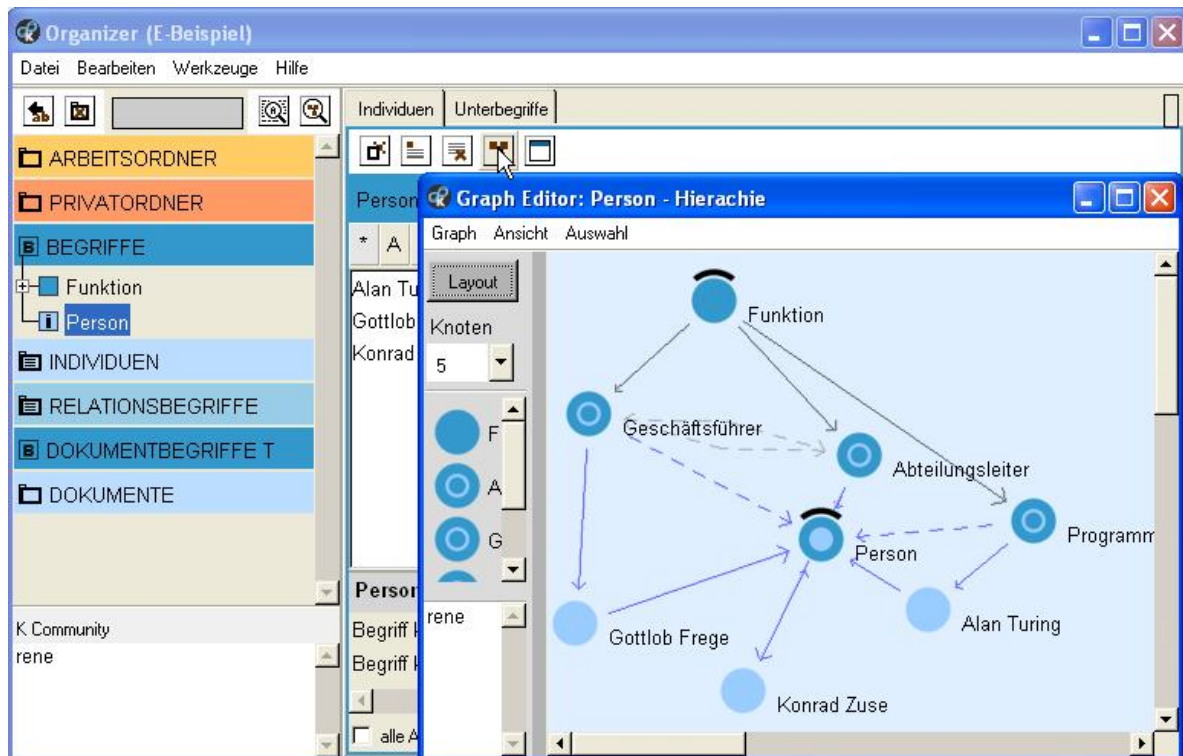 Organizer (E-Beispiel)
Datei Bearbeiten Werkzeuge Hilfe
Individuen Unterbegriffe
ARBEITSORDNER
PRIVATORDNER
BEGRIFFE
Funktion
Person
INDIVIDUEN
RELATIONSBEGRIFFE
DOKUMENTBEGRIFFE T
DOKUMENTE
K Community
rene
Person
* A
Alan Tu
Gottlob
Konrad
Person
Begriff k
Begriff k
alle A
Graph Editor: Person - Hierachie
Graph Ansicht Auswahl
Layout
Knoten
5
F
A
G
rene
Funktion
Geschäftsführer
Abteilungsleiter
Programm
Person
Alan Turing
Gottlob Frege
Konrad Zuse